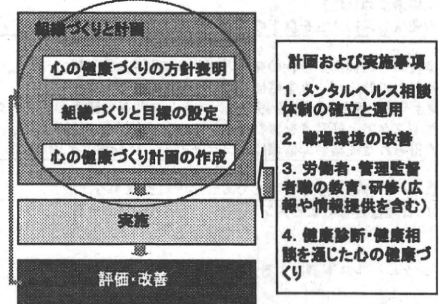 組織づくりと計画
心の健康づくりの方針表明
組織づくりと目標の設定
心の健康づくり計画の作成
実施
評価・改善
計画および実施事項
1. メンタルヘルス相談
体制の確立と運用
2. 職場環境の改善
3. 労働者・管理監督
者職の教育・研修(広
報や情報提供を含む)
4. 健康診断・健康相
談を通じた心の健康づ
くり